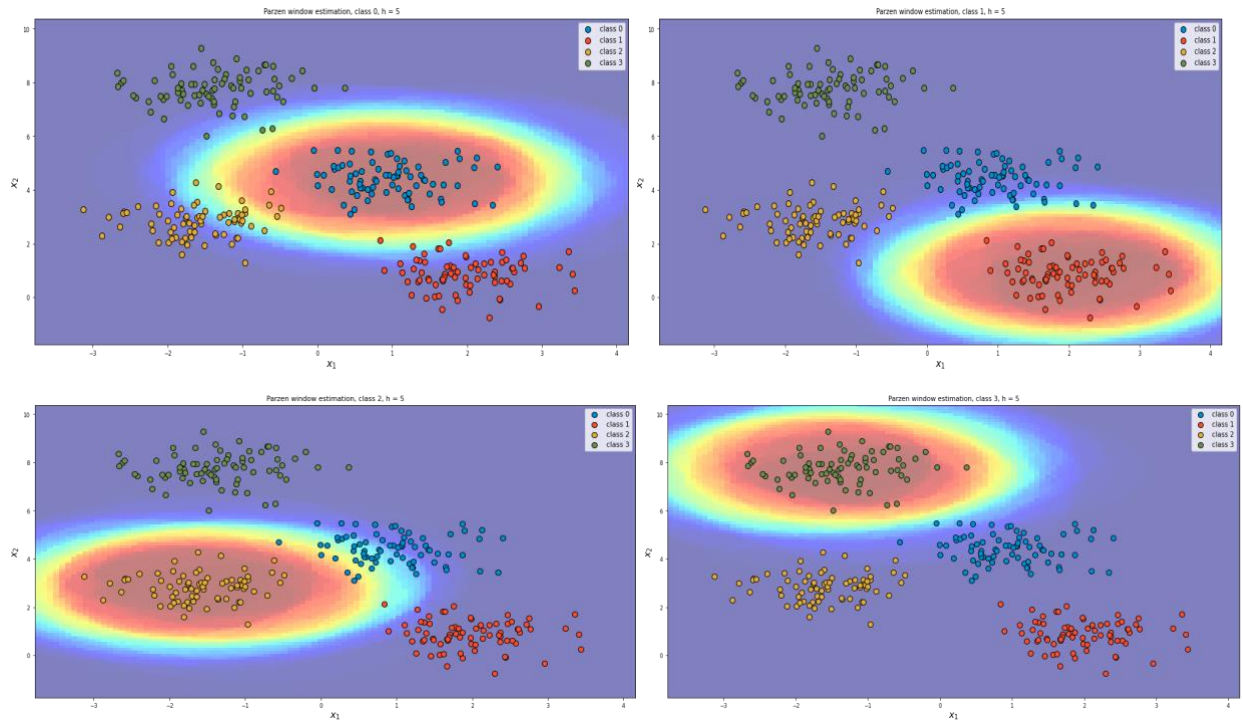 Parzen window estimation, class 0, h = 5
10
8
6
4
2
0
x₂
−3
−2
−1
0
1
2
3
4
x₁
class 0
class 1
class 2
class 3
Parzen window estimation, class 1, h = 5
10
8
6
4
2
0
x₂
−3
−2
−1
0
1
2
3
4
x₁
class 0
class 1
class 2
class 3
Parzen window estimation, class 2, h = 5
10
8
6
4
2
0
x₂
−3
−2
−1
0
1
2
3
4
x₁
class 0
class 1
class 2
class 3
Parzen window estimation, class 3, h = 5
10
8
6
4
2
0
x₂
−3
−2
−1
0
1
2
3
4
x₁
class 0
class 1
class 2
class 3